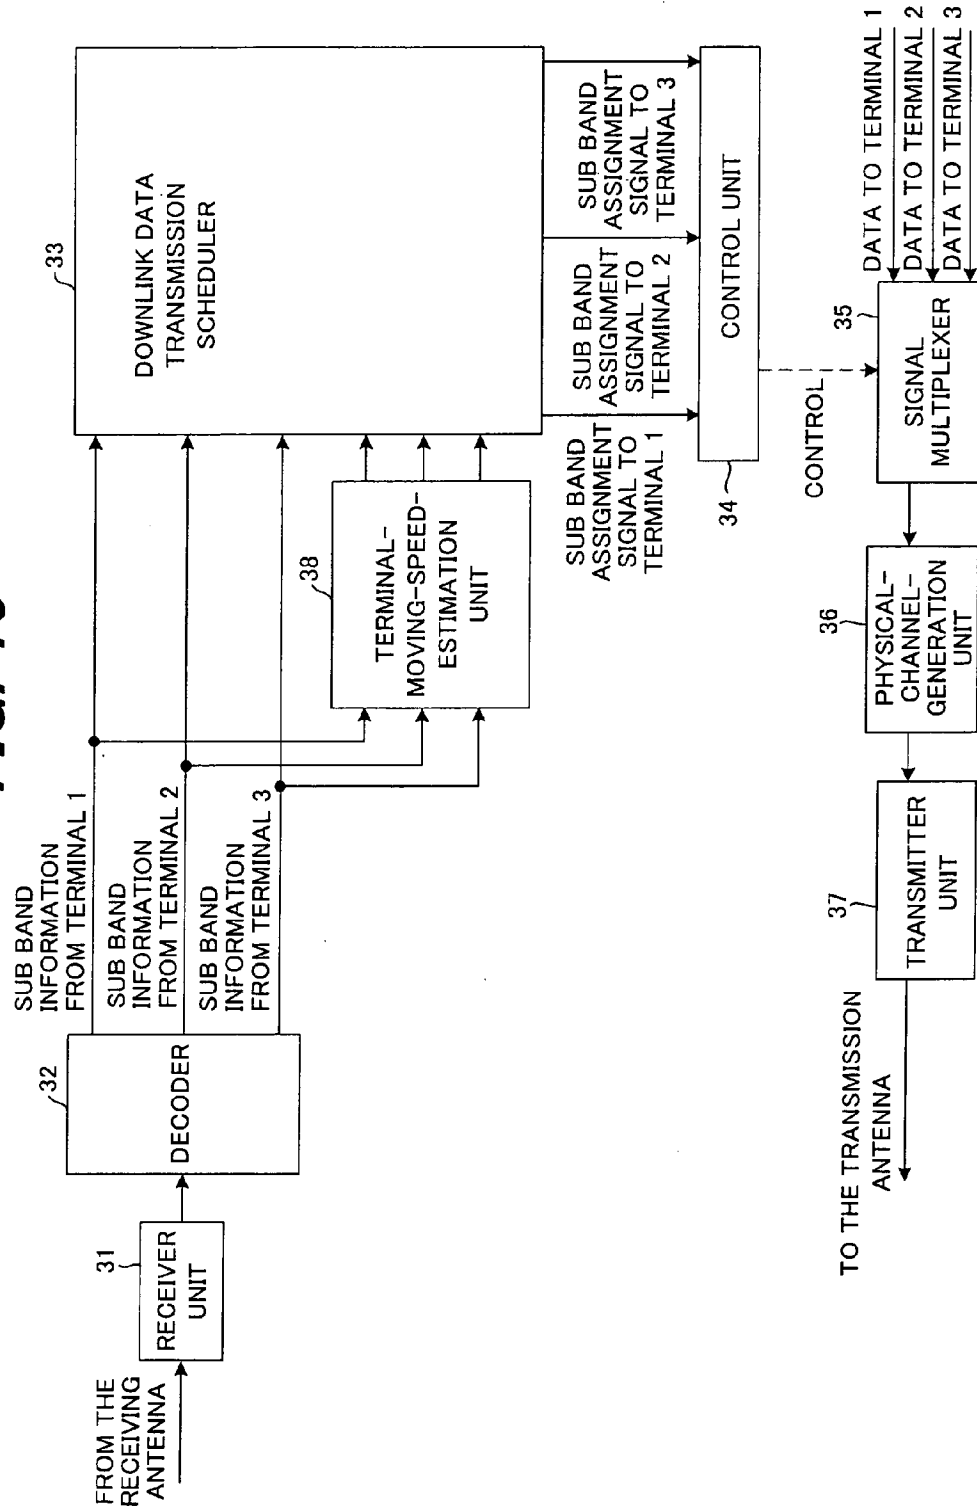 FROM THE
RECEIVING
ANTENNA
31
RECEIVER
UNIT
32
DECODER
SUB BAND
INFORMATION
FROM TERMINAL 1
SUB BAND
INFORMATION
FROM TERMINAL 2
SUB BAND
INFORMATION
FROM TERMINAL 3
38
TERMINAL-
MOVING-SPEED-
ESTIMATION
UNIT
33
DOWNLINK DATA
TRANSMISSION
SCHEDULER
SUB BAND
ASSIGNMENT
SIGNAL TO
TERMINAL 1
SUB BAND
ASSIGNMENT
SIGNAL TO
TERMINAL 2
SUB BAND
ASSIGNMENT
SIGNAL TO
TERMINAL 3
34
CONTROL UNIT
CONTROL
TO THE TRANSMISSION
ANTENNA
37
TRANSMITTER
UNIT
36
PHYSICAL-
CHANNEL-
GENERATION
UNIT
35
SIGNAL
MULTIPLEXER
DATA TO TERMINAL 1
DATA TO TERMINAL 2
DATA TO TERMINAL 3